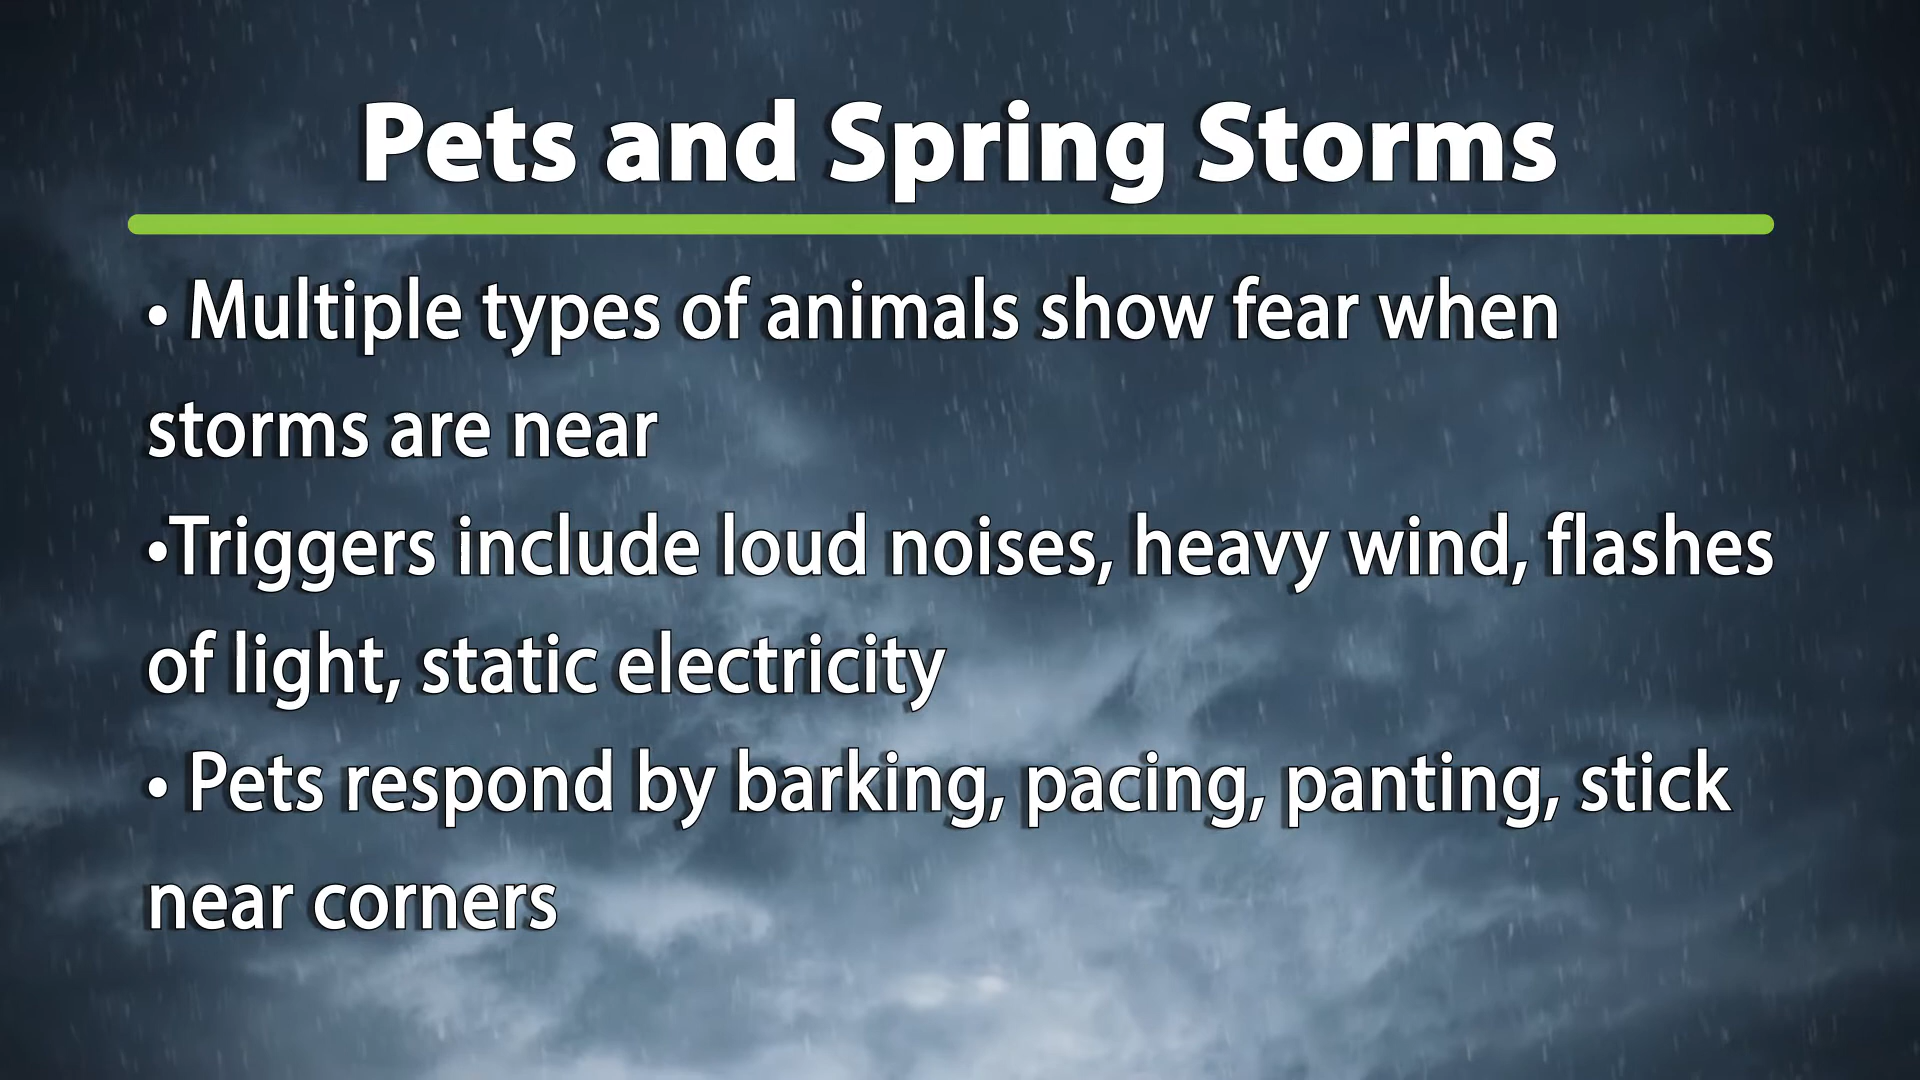 Pets and Spring Storms
• Multiple types of animals show fear when
storms are near
•Triggers include loud noises, heavy wind, flashes
of light, static electricity
• Pets respond by barking, pacing, panting, stick
near corners